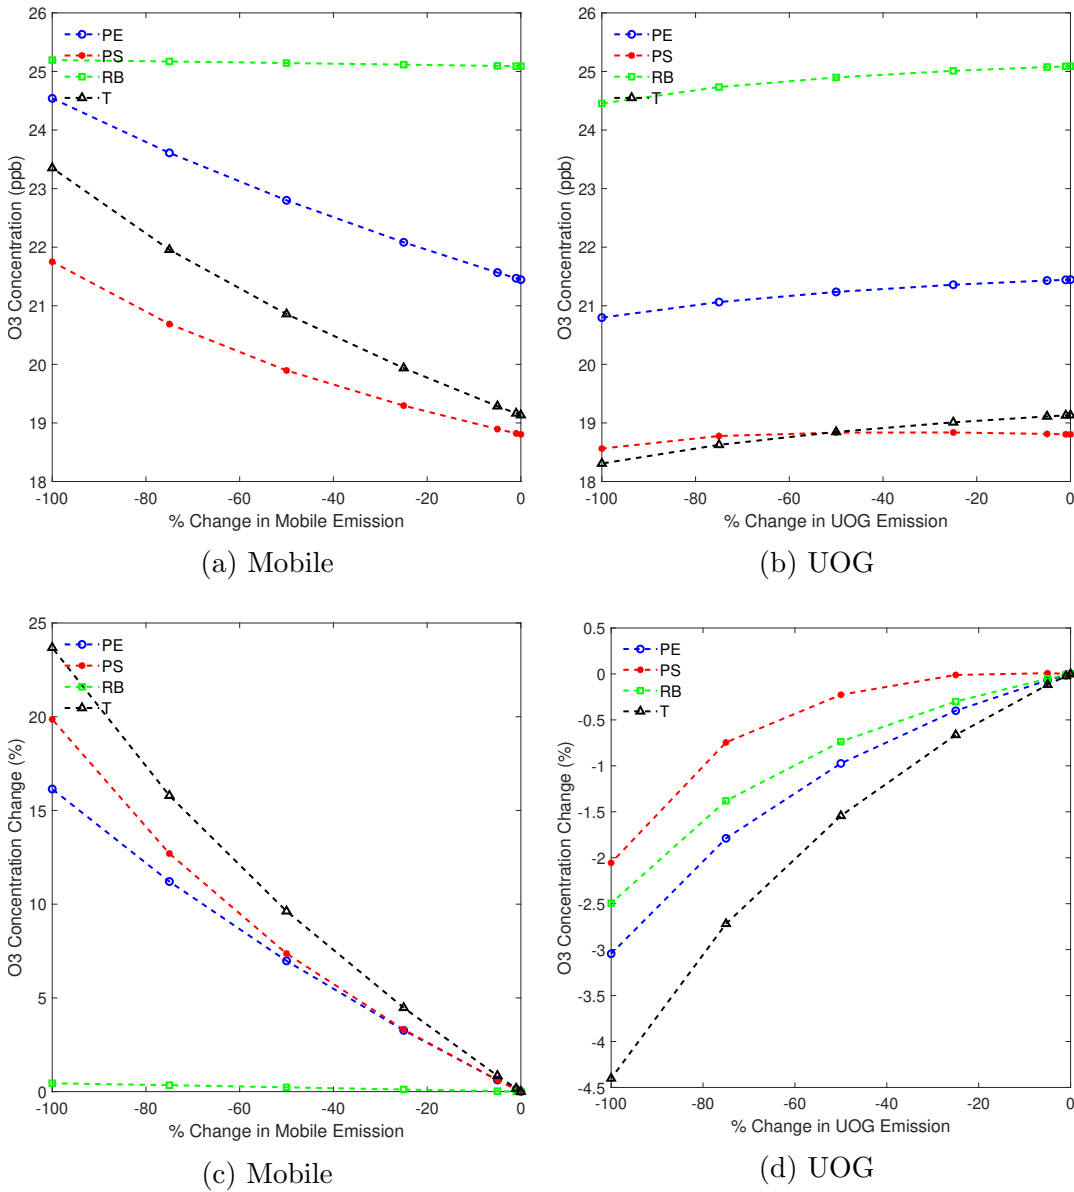 26
25
24
23
22
21
20
19
18
O3 Concentration (ppb)
PE
PS
RB
T
-100
-80
-60
-40
-20
0
% Change in Mobile Emission
(a) Mobile
26
25
24
23
22
21
20
19
18
O3 Concentration (ppb)
PE
PS
RB
T
-100
-80
-60
-40
-20
0
% Change in UOG Emission
(b) UOG
25
20
15
10
5
0
O3 Concentration Change (%)
PE
PS
RB
T
-100
-80
-60
-40
-20
0
% Change in Mobile Emission
(c) Mobile
0.5
0
-0.5
-1
-1.5
-2
-2.5
-3
-3.5
-4
-4.5
O3 Concentration Change (%)
PE
PS
RB
T
-100
-80
-60
-40
-20
0
% Change in UOG Emission
(d) UOG